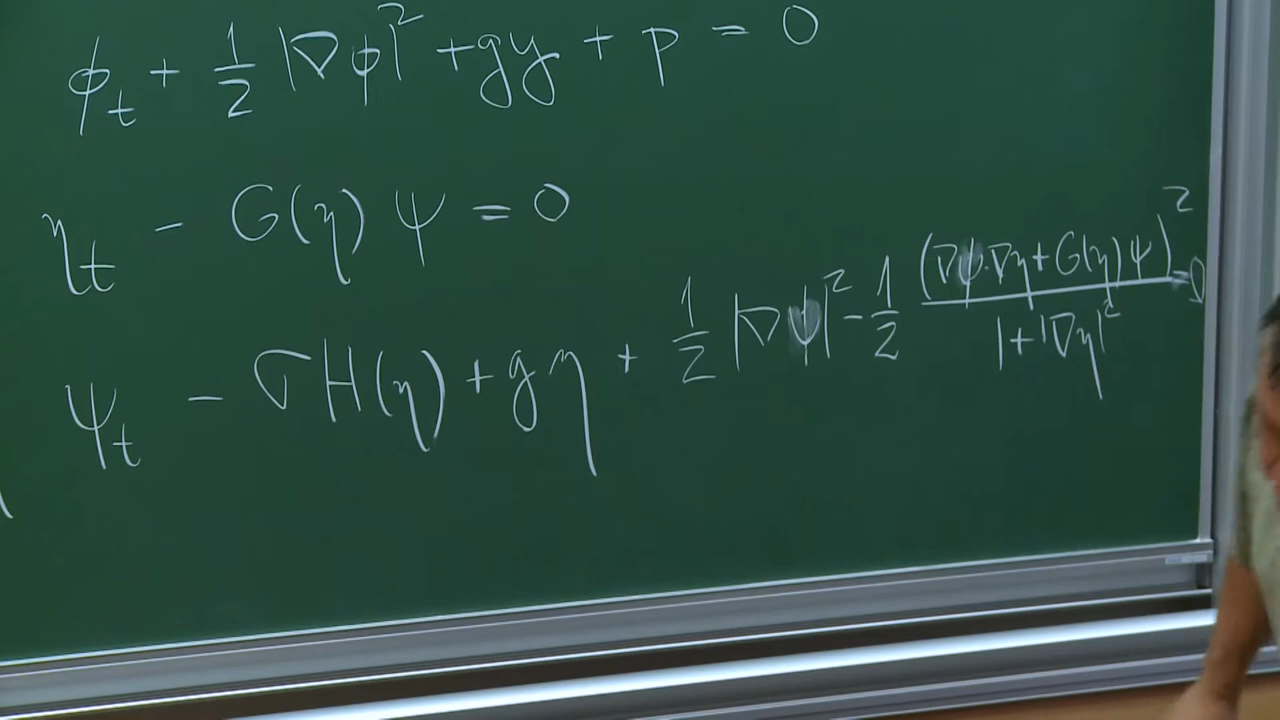 ϕ_t + 1/2 |∇ϕ|² + gy + p = 0
η_t − G(η)ψ = 0
ψ_t − σH(η) + gη + 1/2 |∇ψ|² − 1/2 (∇ψ·∇η + G(η)ψ)² / 1+|∇η|² = 0